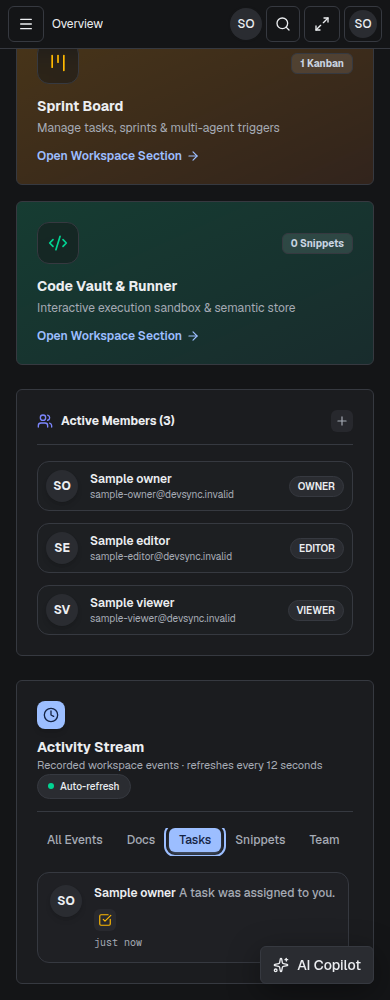 Overview
SO
SO
1 Kanban
Sprint Board
Manage tasks, sprints & multi-agent triggers
Open Workspace Section
0 Snippets
Code Vault & Runner
Interactive execution sandbox & semantic store
Open Workspace Section
Active Members (3)
SO
Sample owner
sample-owner@devsync.invalid
OWNER
SE
Sample editor
sample-editor@devsync.invalid
EDITOR
SV
Sample viewer
sample-viewer@devsync.invalid
VIEWER
Activity Stream
Recorded workspace events · refreshes every 12 seconds
Auto-refresh
All Events Docs Tasks Snippets Team
SO
Sample owner A task was assigned to you.
just now
AI Copilot